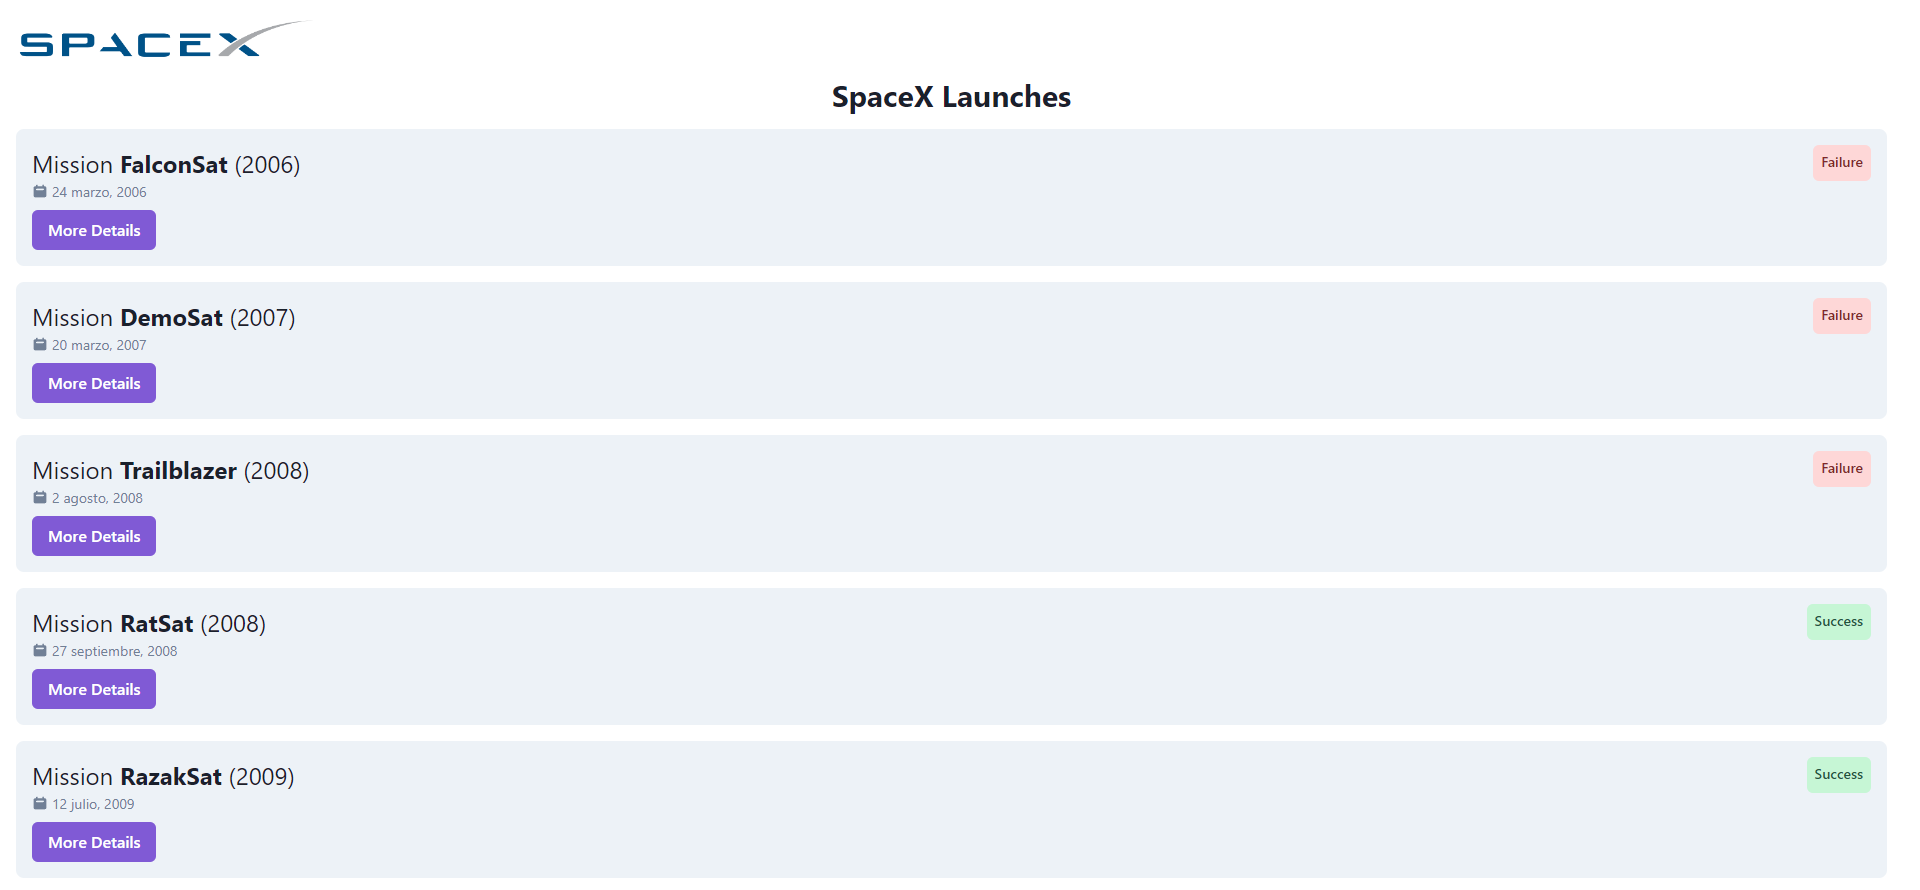 SPACEX
SpaceX Launches
Mission FalconSat (2006)
Failure
24 marzo, 2006
More Details
Mission DemoSat (2007)
Failure
20 marzo, 2007
More Details
Mission Trailblazer (2008)
Failure
2 agosto, 2008
More Details
Mission RatSat (2008)
Success
27 septiembre, 2008
More Details
Mission RazakSat (2009)
Success
12 julio, 2009
More Details